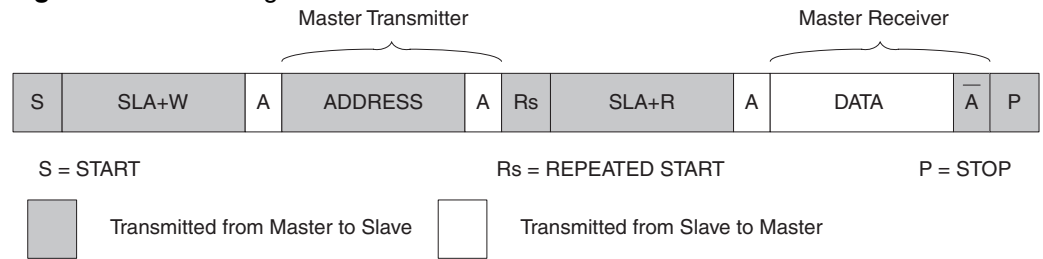 Master Transmitter Master Receiver
S SLA+W A ADDRESS A Rs SLA+R A DATA A̅ P
S = START Rs = REPEATED START P = STOP
Transmitted from Master to Slave Transmitted from Slave to Master